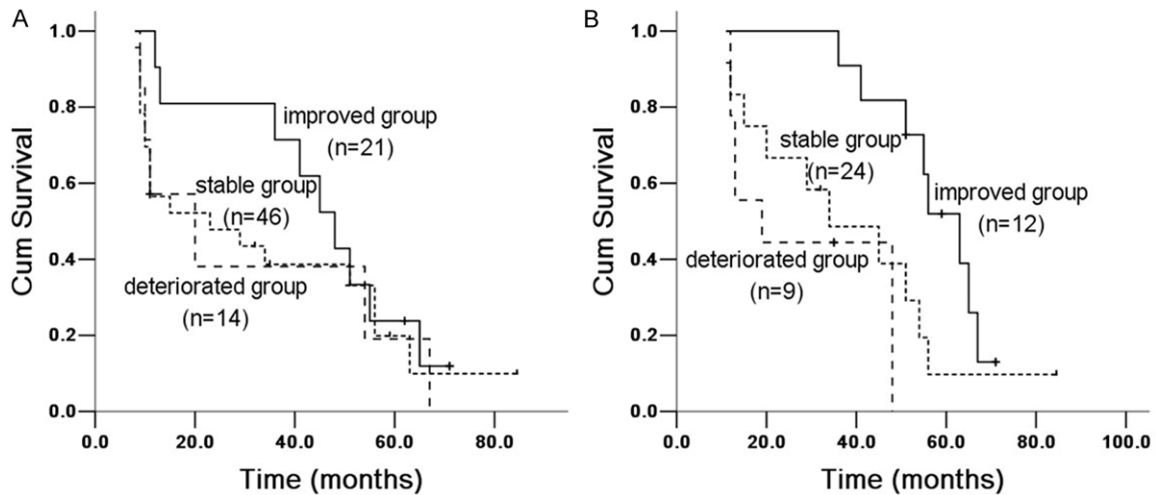 A
Cum Survival
1.0
0.8
0.6
0.4
0.2
0.0
improved group
(n=21)
stable group
(n=46)
deteriorated group
(n=14)
0.0 20.0 40.0 60.0 80.0
Time (months)
B
Cum Survival
1.0
0.8
0.6
0.4
0.2
0.0
stable group
(n=24)
improved group
(n=12)
deteriorated group
(n=9)
0.0 20.0 40.0 60.0 80.0 100.0
Time (months)